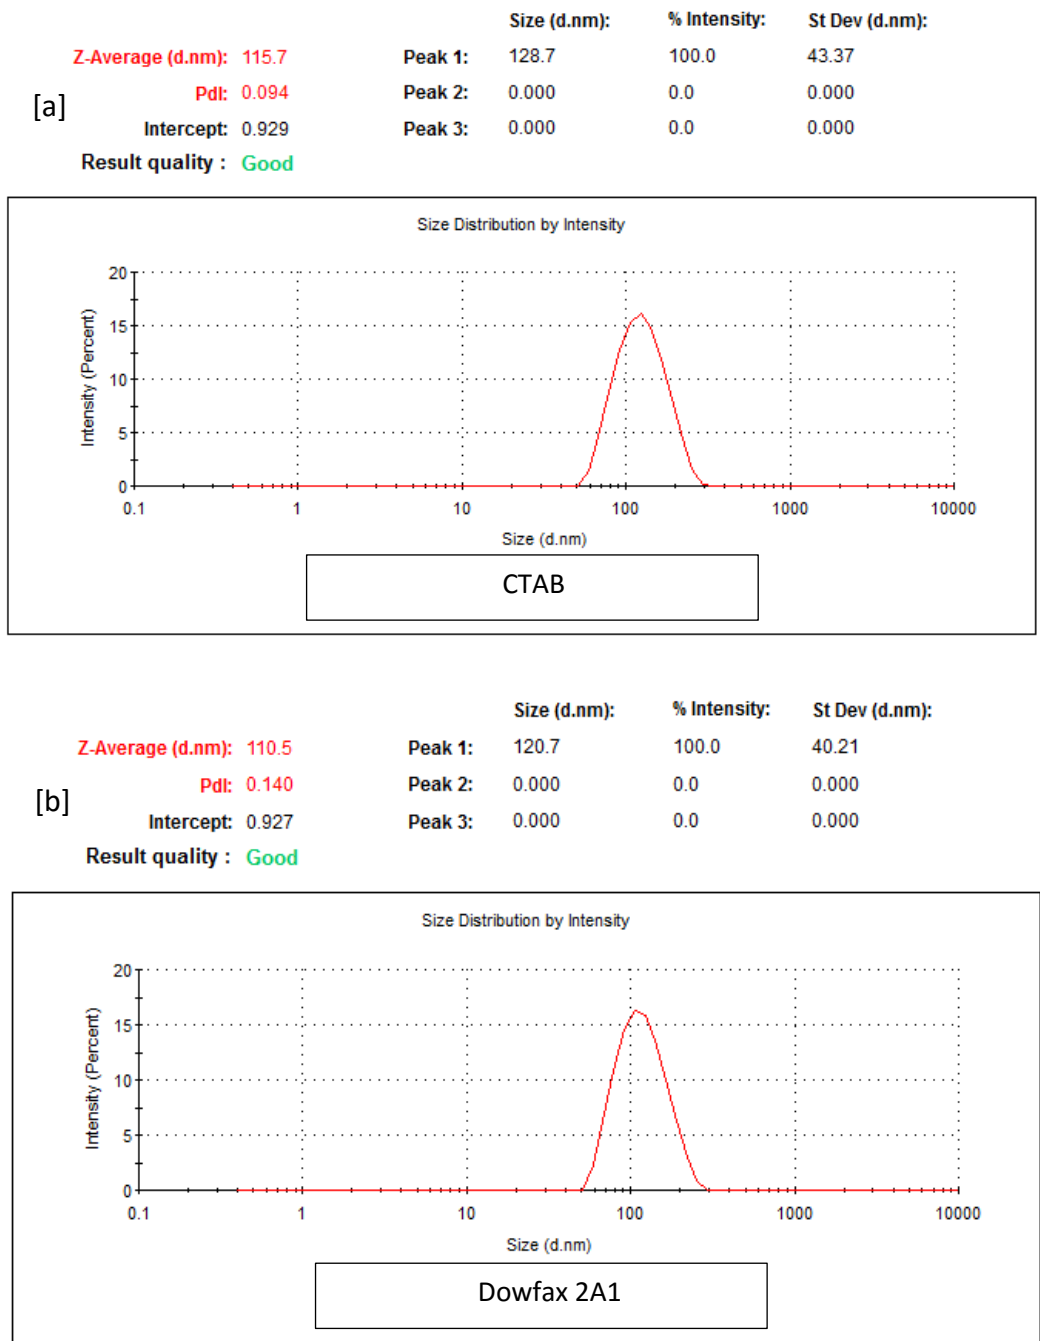 Size (d.nm): % Intensity: St Dev (d.nm):
Z-Average (d.nm): 115.7 Peak 1: 128.7 100.0 43.37
[a] PdI: 0.094 Peak 2: 0.000 0.0 0.000
Intercept: 0.929 Peak 3: 0.000 0.0 0.000
Result quality : Good
Size Distribution by Intensity
Intensity (Percent)
20
15
10
5
0
0.1 1 10 100 1000 10000
Size (d.nm)
CTAB
Size (d.nm): % Intensity: St Dev (d.nm):
Z-Average (d.nm): 110.5 Peak 1: 120.7 100.0 40.21
[b] PdI: 0.140 Peak 2: 0.000 0.0 0.000
Intercept: 0.927 Peak 3: 0.000 0.0 0.000
Result quality : Good
Size Distribution by Intensity
Intensity (Percent)
20
15
10
5
0
0.1 1 10 100 1000 10000
Size (d.nm)
Dowfax 2A1